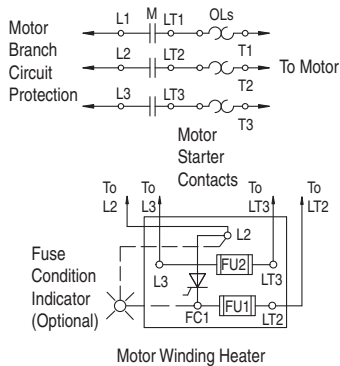 Motor
Branch
Circuit
Protection
L1
M
LT1
OLs
T1
L2
LT2
T2
To Motor
L3
LT3
T3
Motor
Starter
Contacts
To
L2
To
L3
To
LT3
To
LT2
L2
FU2
L3
LT3
FU1
FC1
LT2
Fuse
Condition
Indicator
(Optional)
Motor Winding Heater